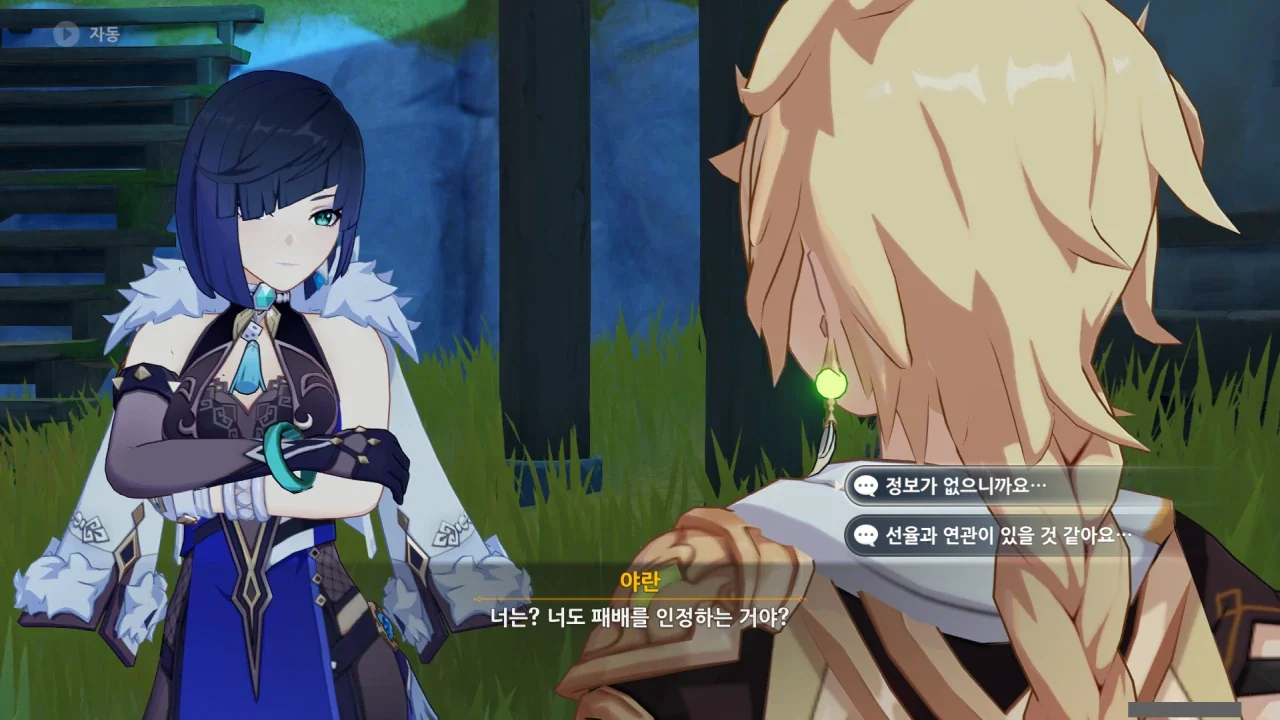 자동
정보가 없으니까요…
선율과 연관이 있을 것 같아요…
야란
너는? 너도 패배를 인정하는 거야?